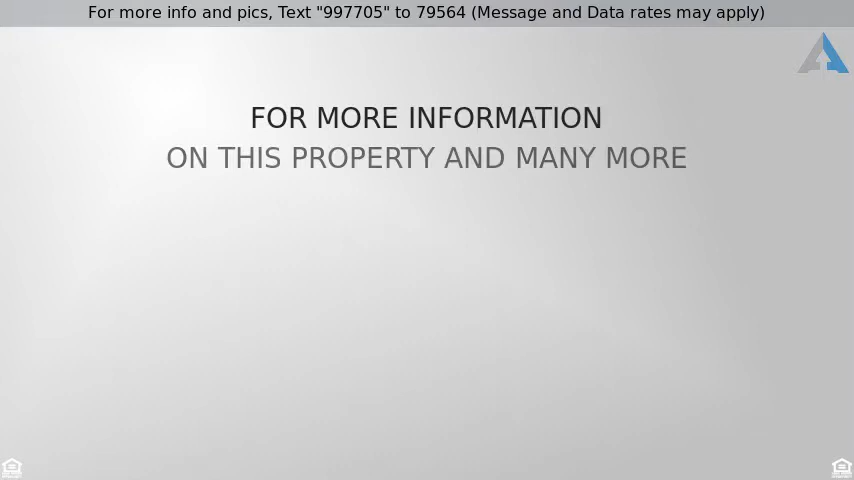 For more info and pics, Text "997705" to 79564 (Message and Data rates may apply)
FOR MORE INFORMATION
ON THIS PROPERTY AND MANY MORE